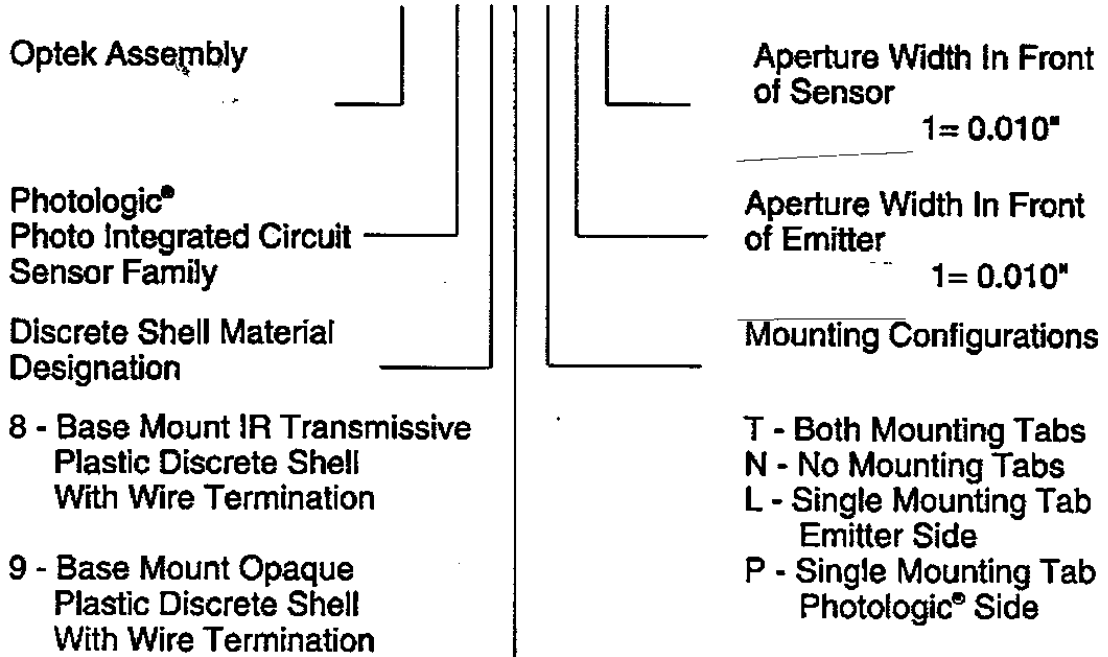 Optek Assembly
Photologic®
Photo Integrated Circuit
Sensor Family
Discrete Shell Material
Designation
8 - Base Mount IR Transmissive
Plastic Discrete Shell
With Wire Termination
9 - Base Mount Opaque
Plastic Discrete Shell
With Wire Termination
Aperture Width In Front
of Sensor
1= 0.010"
Aperture Width In Front
of Emitter
1= 0.010"
Mounting Configurations
T - Both Mounting Tabs
N - No Mounting Tabs
L - Single Mounting Tab
Emitter Side
P - Single Mounting Tab
Photologic® Side